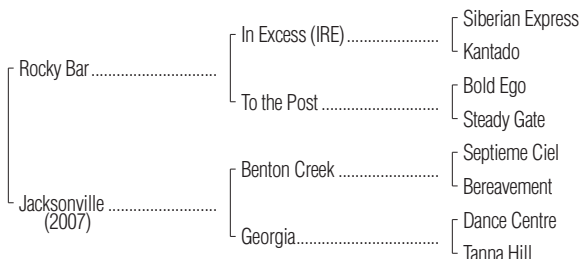 Siberian Express
In Excess (IRE)
Kantado
Rocky Bar
Bold Ego
To the Post
Steady Gate
Septieme Ciel
Benton Creek
Bereavement
Jacksonville
(2007)
Dance Centre
Georgia
Tanna Hill